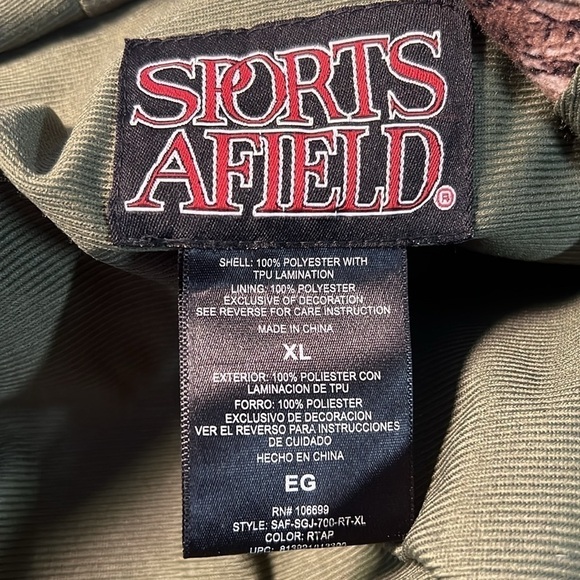 SPORTS
AFIELD®
SHELL: 100% POLYESTER WITH
TPU LAMINATION
LINING: 100% POLYESTER
EXCLUSIVE OF DECORATION
SEE REVERSE FOR CARE INSTRUCTION
MADE IN CHINA
XL
EXTERIOR: 100% POLIESTER CON
LAMINACION DE TPU
FORRO: 100% POLIESTER
EXCLUSIVO DE DECORACION
VER EL REVERSO PARA INSTRUCCIONES
DE CUIDADO
HECHO EN CHINA
EG
RN# 106699
STYLE: SAF-SGJ-700-RT-XL
COLOR: RTAP
UPC: